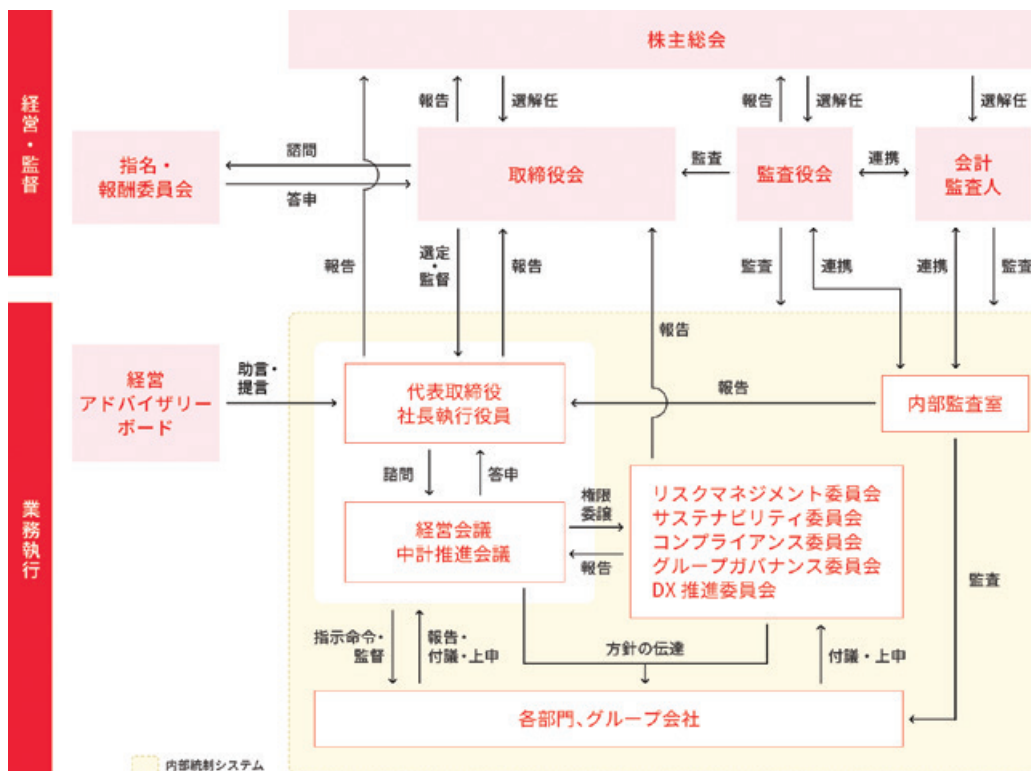 株主総会
経営・監督
報告
選解任
報告
選解任
選解任
指名・
報酬委員会
諮問
答申
取締役会
監査
監査役会
連携
会計
監査人
報告
選定・
監督
報告
監査
連携
連携
監査
報告
業務執行
経営
アドバイザリー
ボード
助言・
提言
代表取締役
社長執行役員
報告
内部監査室
諮問
答申
経営会議
中計推進会議
権限
委譲
報告
リスクマネジメント委員会
サステナビリティ委員会
コンプライアンス委員会
グループガバナンス委員会
DX 推進委員会
監査
指示命令・
監督
報告・
付議・上申
方針の伝達
付議・上申
各部門、グループ会社
内部統制システム